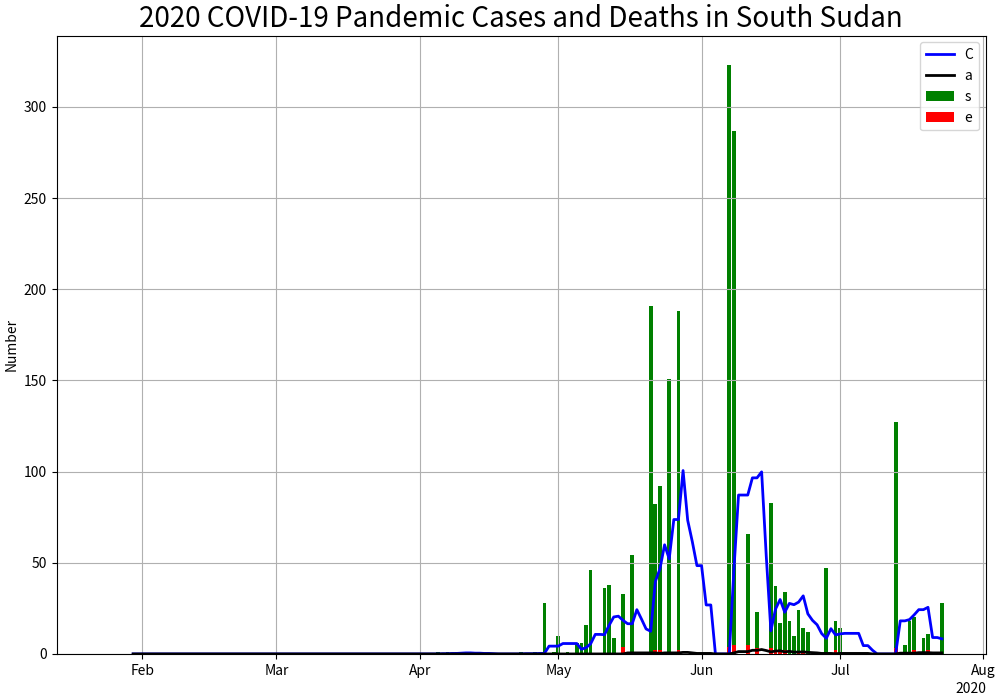 2020 COVID-19 Pandemic Cases and Deaths in South Sudan
C
a
s
e
300
250
200
150
100
50
0
Number
Feb Mar Apr May Jun Jul Aug
2020